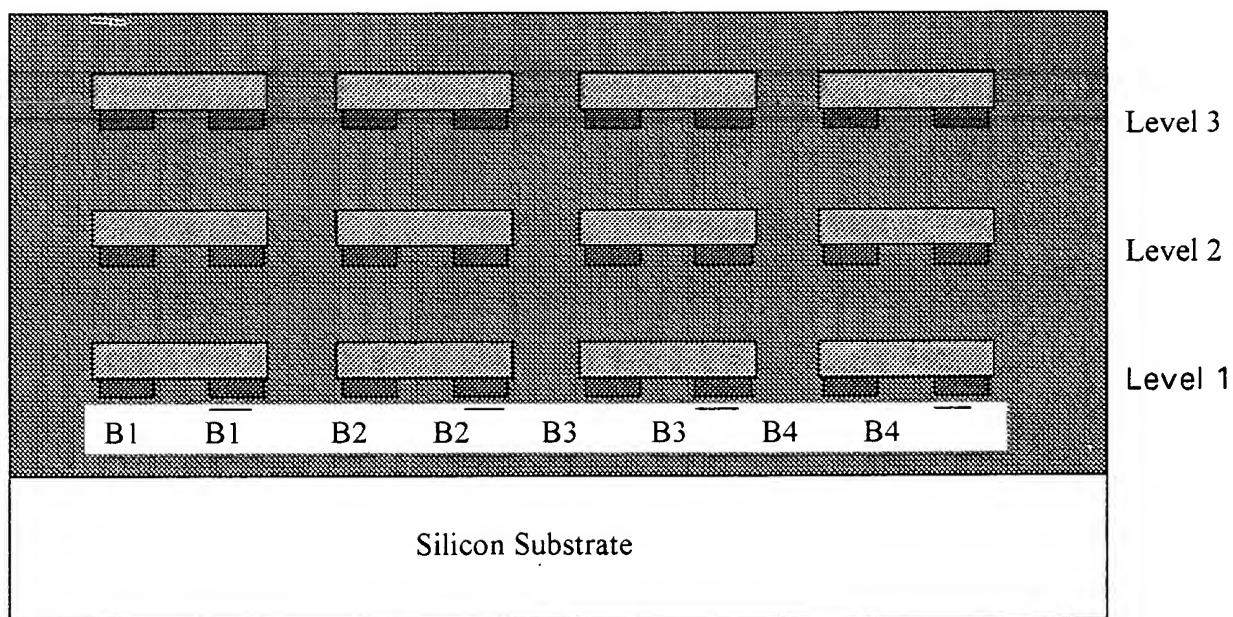 Level 3
Level 2
Level 1
B1 B1 B2 B2 B3 B3 B4 B4
Silicon Substrate